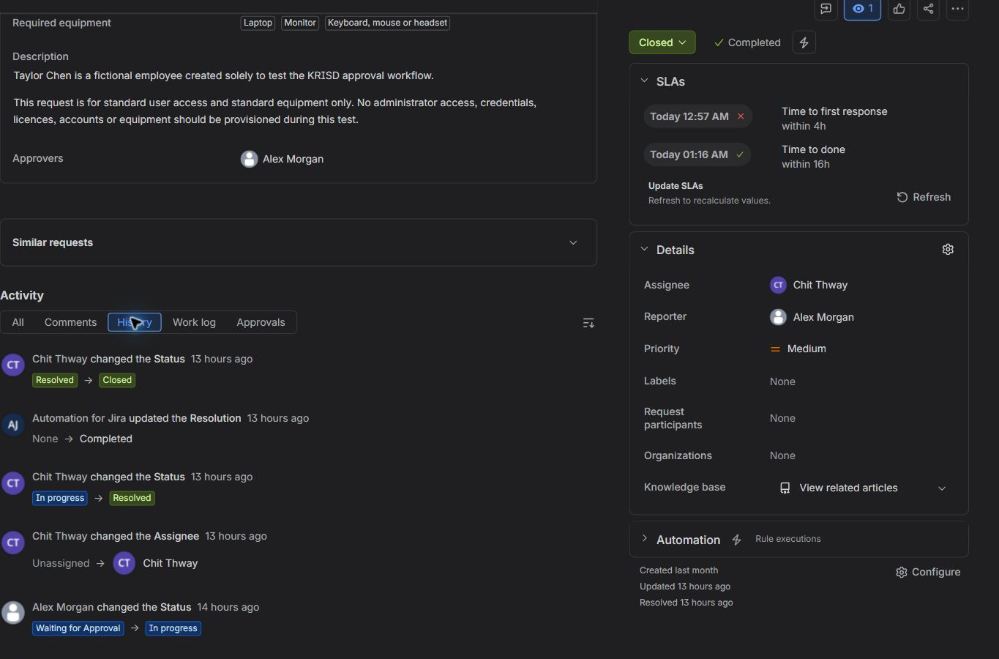 Required equipment
Laptop Monitor Keyboard, mouse or headset
Description
Taylor Chen is a fictional employee created solely to test the KRISD approval workflow.
This request is for standard user access and standard equipment only. No administrator access, credentials,
licences, accounts or equipment should be provisioned during this test.
Approvers
Alex Morgan
Similar requests
Activity
All Comments History Work log Approvals
CT Chit Thway changed the Status 13 hours ago
Resolved → Closed
AJ Automation for Jira updated the Resolution 13 hours ago
None → Completed
CT Chit Thway changed the Status 13 hours ago
In progress → Resolved
CT Chit Thway changed the Assignee 13 hours ago
Unassigned → CT Chit Thway
Alex Morgan changed the Status 14 hours ago
Waiting for Approval → In progress
1
Closed Completed
SLAs
Today 12:57 AM Time to first response
within 4h
Today 01:16 AM Time to done
within 16h
Update SLAs
Refresh to recalculate values.
Refresh
Details
Assignee CT Chit Thway
Reporter Alex Morgan
Priority Medium
Labels None
Request
participants
None
Organizations None
Knowledge base View related articles
Automation Rule executions
Created last month
Updated 13 hours ago
Resolved 13 hours ago
Configure